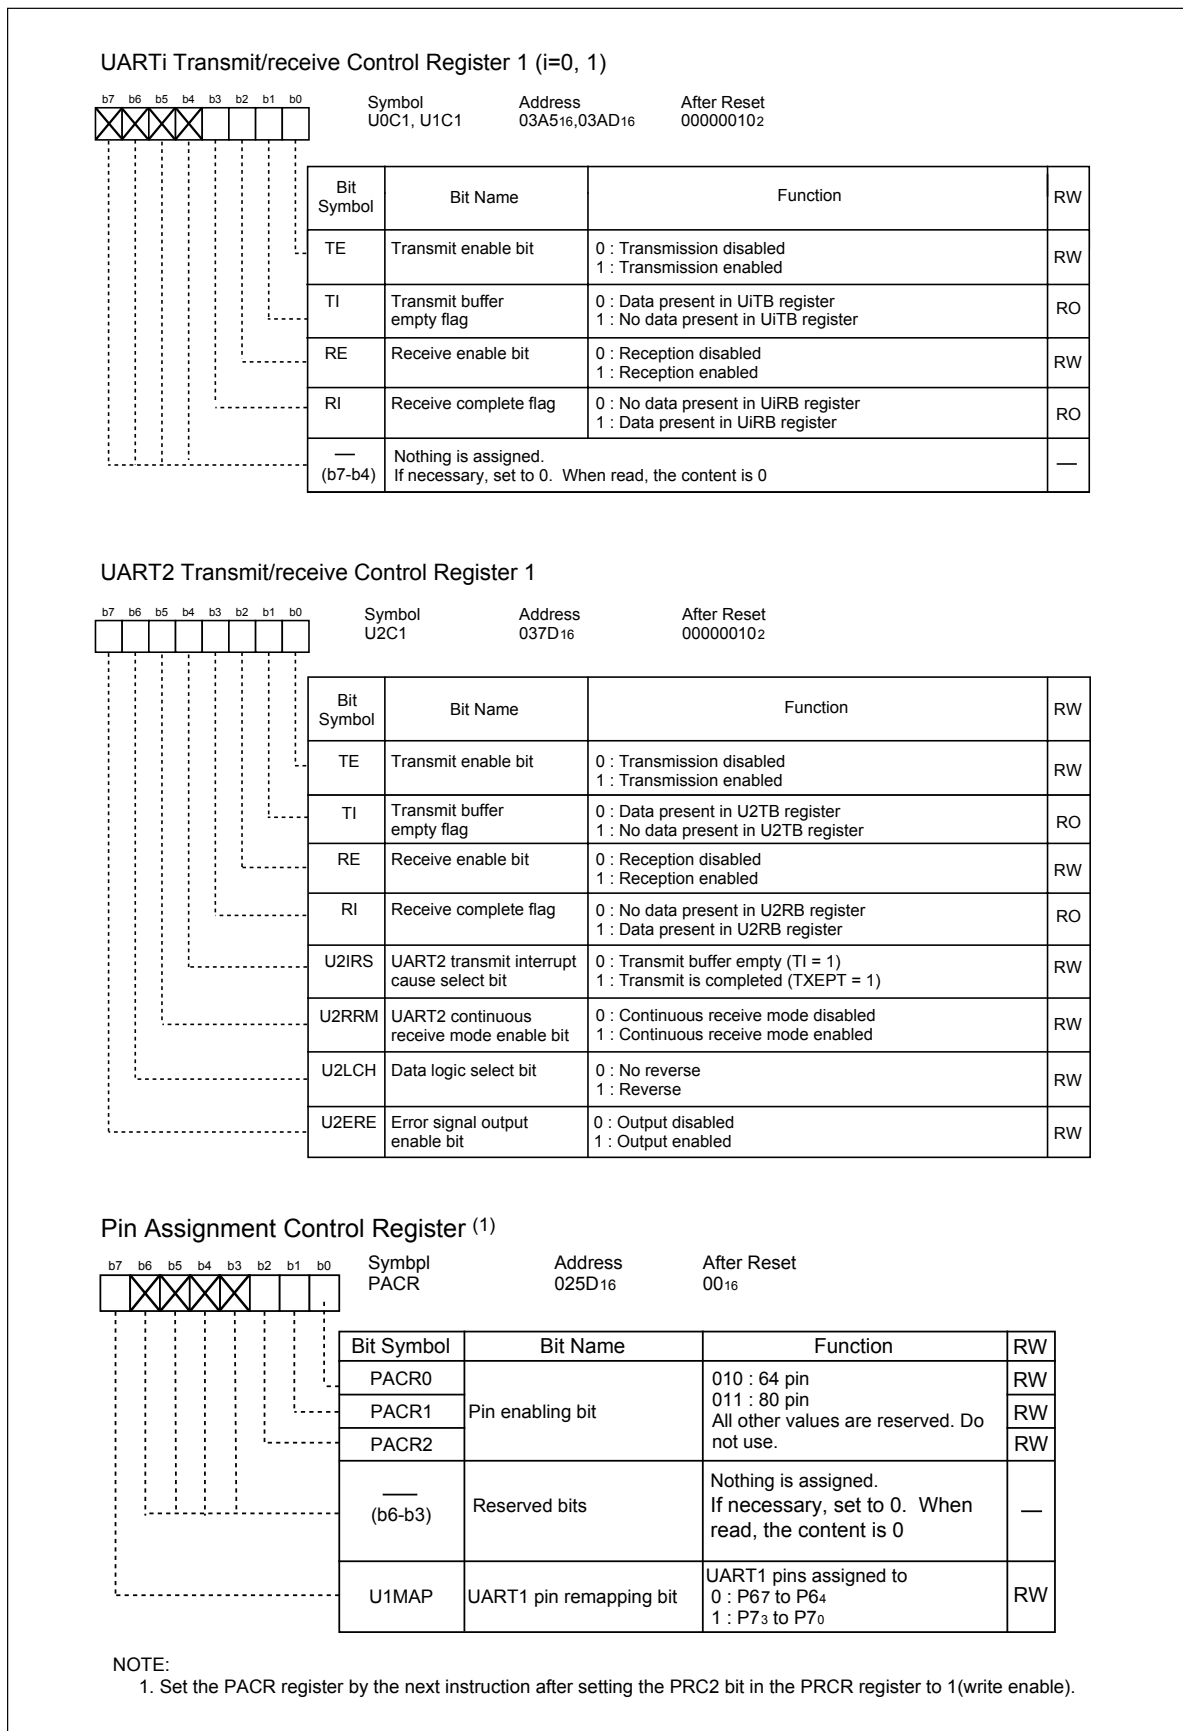 UARTi Transmit/receive Control Register 1 (i=0, 1)
b7 b6 b5 b4 b3 b2 b1 b0
Symbol Address After Reset
U0C1, U1C1 03A516,03AD16 000000102
Bit Symbol Bit Name Function RW
TE Transmit enable bit 0 : Transmission disabled
1 : Transmission enabled RW
TI Transmit buffer empty flag 0 : Data present in UiTB register
1 : No data present in UiTB register RO
RE Receive enable bit 0 : Reception disabled
1 : Reception enabled RW
RI Receive complete flag 0 : No data present in UiRB register
1 : Data present in UiRB register RO
— (b7-b4) Nothing is assigned.
If necessary, set to 0. When read, the content is 0 —
UART2 Transmit/receive Control Register 1
b7 b6 b5 b4 b3 b2 b1 b0
Symbol Address After Reset
U2C1 037D16 000000102
Bit Symbol Bit Name Function RW
TE Transmit enable bit 0 : Transmission disabled
1 : Transmission enabled RW
TI Transmit buffer empty flag 0 : Data present in U2TB register
1 : No data present in U2TB register RO
RE Receive enable bit 0 : Reception disabled
1 : Reception enabled RW
RI Receive complete flag 0 : No data present in U2RB register
1 : Data present in U2RB register RO
U2IRS UART2 transmit interrupt cause select bit 0 : Transmit buffer empty (TI = 1)
1 : Transmit is completed (TXEPT = 1) RW
U2RRM UART2 continuous receive mode enable bit 0 : Continuous receive mode disabled
1 : Continuous receive mode enabled RW
U2LCH Data logic select bit 0 : No reverse
1 : Reverse RW
U2ERE Error signal output enable bit 0 : Output disabled
1 : Output enabled RW
Pin Assignment Control Register (1)
b7 b6 b5 b4 b3 b2 b1 b0
Symbpl Address After Reset
PACR 025D16 0016
Bit Symbol Bit Name Function RW
PACR0 RW
PACR1 Pin enabling bit RW
PACR2 RW
010 : 64 pin
011 : 80 pin
All other values are reserved. Do
not use.
— (b6-b3) Reserved bits Nothing is assigned.
If necessary, set to 0. When
read, the content is 0 —
U1MAP UART1 pin remapping bit UART1 pins assigned to
0 : P67 to P64
1 : P73 to P70 RW
NOTE:
1. Set the PACR register by the next instruction after setting the PRC2 bit in the PRCR register to 1(write enable).